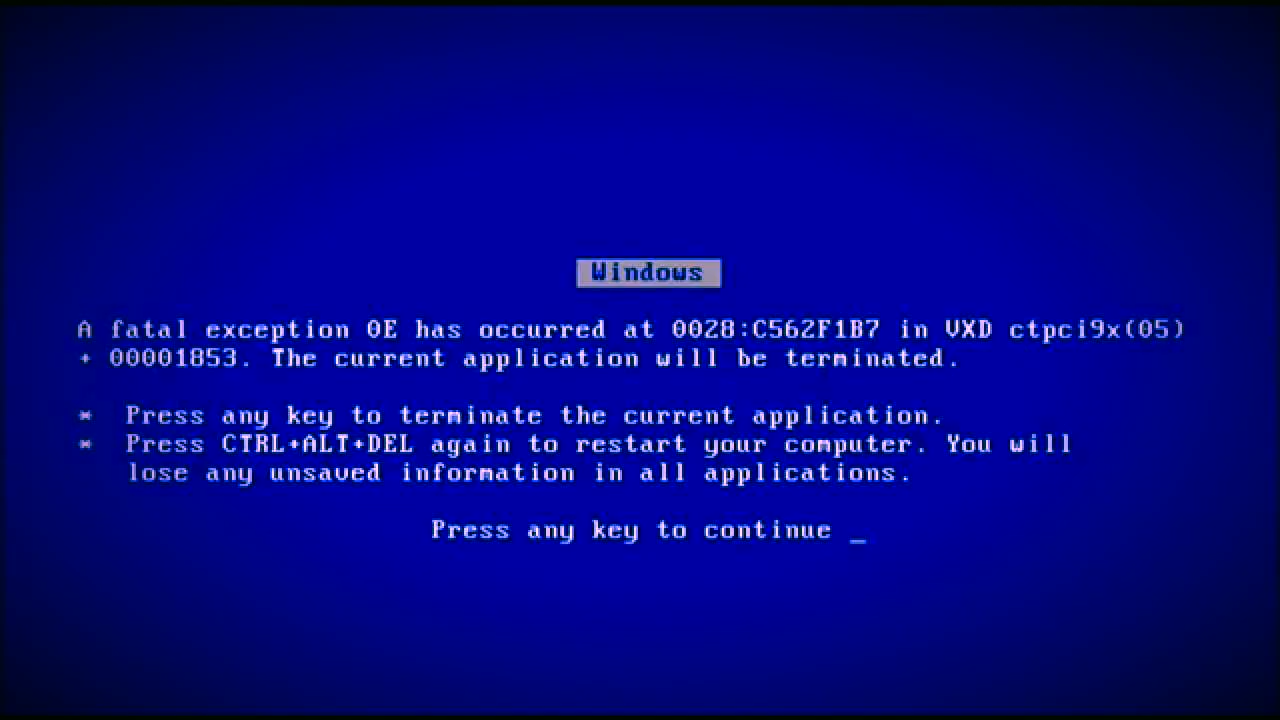 Windows
A fatal exception 0E has occurred at 0028:C562F1B7 in VXD ctpci9x(05)
+ 00001853. The current application will be terminated.
* Press any key to terminate the current application.
* Press CTRL+ALT+DEL again to restart your computer. You will
lose any unsaved information in all applications.
Press any key to continue _